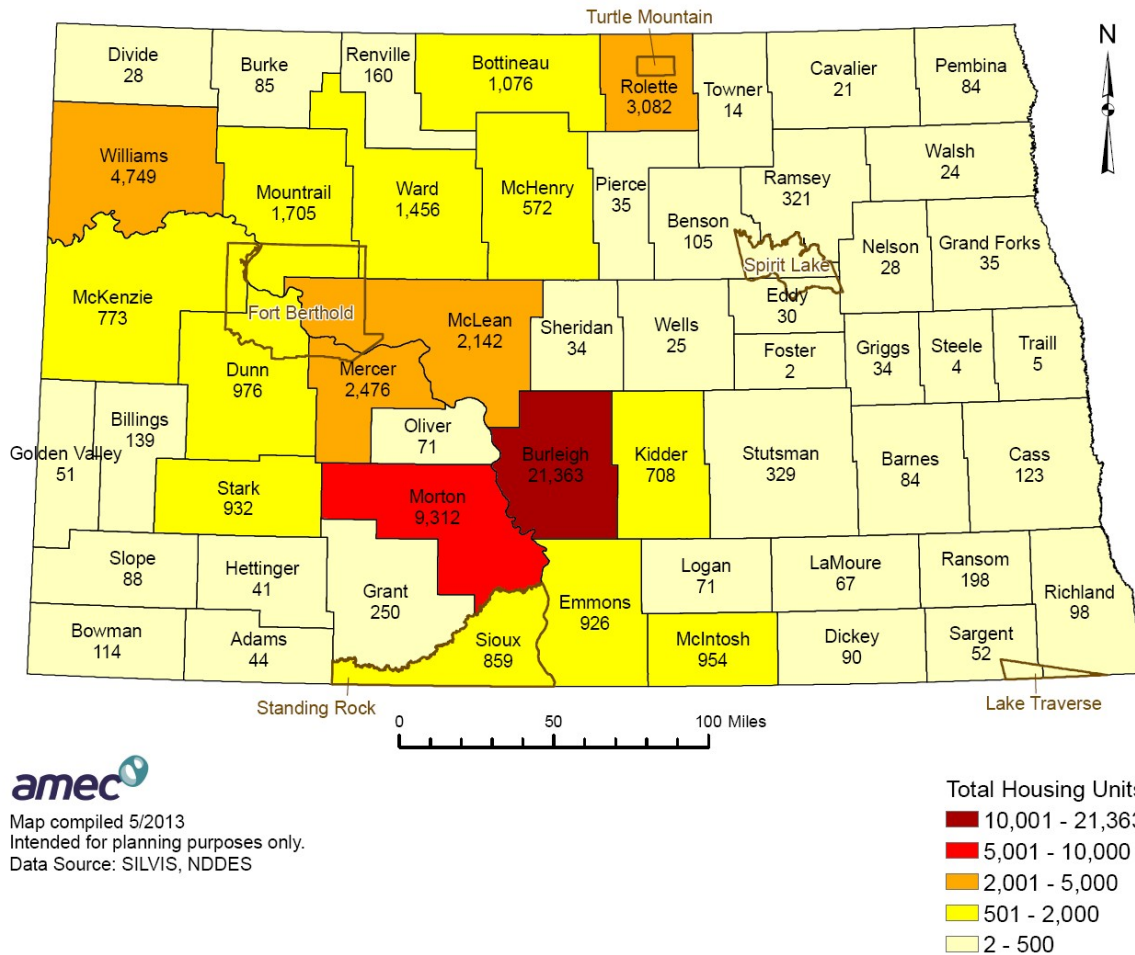 Turtle Mountain
N
Divide
28
Burke
85
Renville
160
Bottineau
1,076
Rolette
3,082
Towner
14
Cavalier
21
Pembina
84
Williams
4,749
Mountrail
1,705
Ward
1,456
McHenry
572
Pierce
35
Benson
105
Ramsey
321
Walsh
24
Nelson
28
Grand Forks
35
Spirit Lake
McKenzie
773
Fort Berthold
Dunn
976
Mercer
2,476
McLean
2,142
Sheridan
34
Wells
25
Eddy
30
Foster
2
Griggs
34
Steele
4
Traill
5
Golden Valley
51
Billings
139
Oliver
71
Burleigh
21,363
Kidder
708
Stutsman
329
Barnes
84
Cass
123
Stark
932
Morton
9,312
Slope
88
Hettinger
41
Grant
250
Emmons
926
Logan
71
LaMoure
67
Ransom
198
Richland
98
Bowman
114
Adams
44
Sioux
859
McIntosh
954
Dickey
90
Sargent
52
Standing Rock
Lake Traverse
0 50 100 Miles
amec
Map compiled 5/2013
Intended for planning purposes only.
Data Source: SILVIS, NDDES
Total Housing Units
10,001 - 21,363
5,001 - 10,000
2,001 - 5,000
501 - 2,000
2 - 500